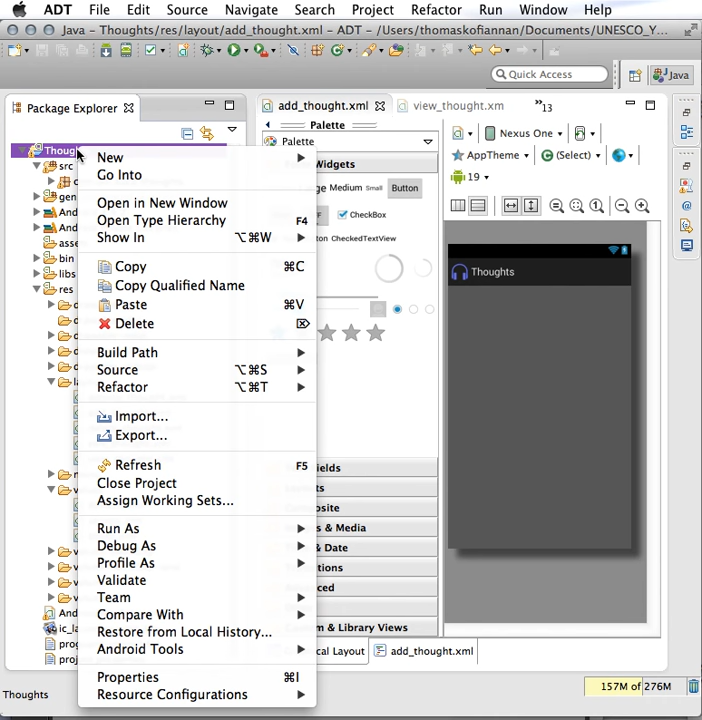 ADT File Edit Source Navigate Search Project Refactor Run Window Help
Java – Thoughts/res/layout/add_thought.xml – ADT – /Users/thomaskofiannan/Documents/UNESCO_Y...
Quick Access
Java
Package Explorer
add_thought.xml
view_thought.xm
»13
Palette
Palette
Widgets
Medium Small Button
CheckBox
CheckedTextView
Nexus One
AppTheme
(Select)
19
Thoughts
src
gen
bin
libs
res
New
Go Into
Open in New Window
Open Type Hierarchy F4
Show In ⌥⌘W
Copy ⌘C
Copy Qualified Name
Paste ⌘V
Delete ⌦
Build Path
Source ⌥⌘S
Refactor ⌥⌘T
Import...
Export...
Refresh F5
Close Project
Assign Working Sets...
Run As
Debug As
Profile As
Validate
Team
Compare With
Restore from Local History...
Android Tools
Properties ⌘I
Resource Configurations
& Media
& Date
& Library Views
Layout
add_thought.xml
Thoughts
157M of 276M